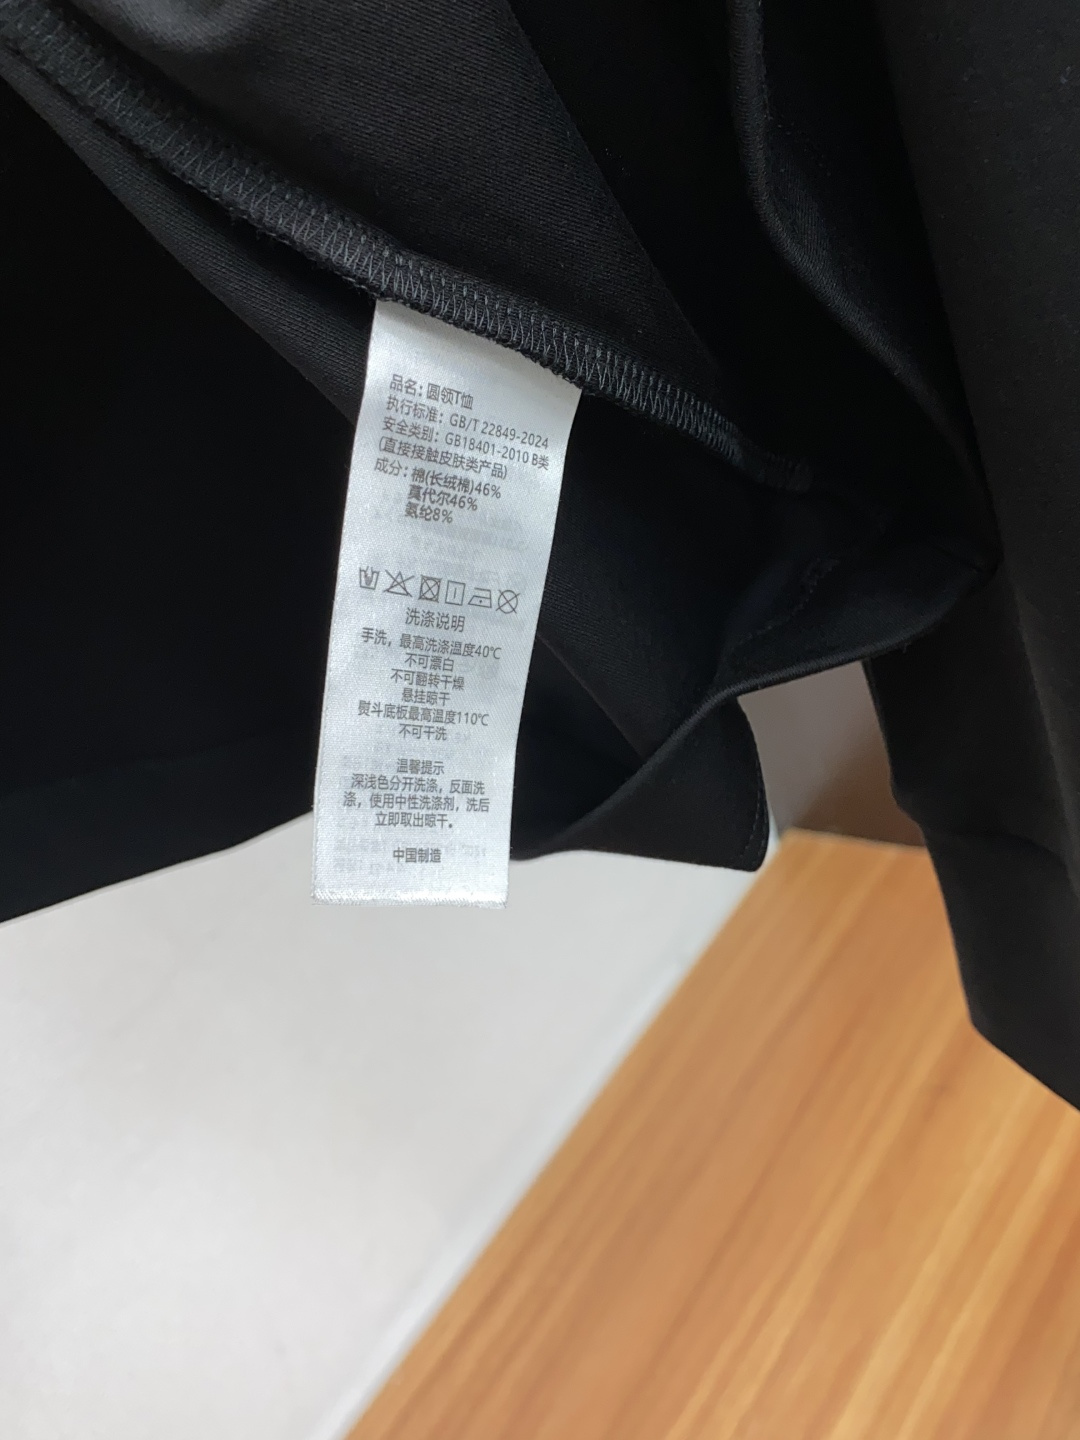 品名：圆领T恤
执行标准：GB/T 22849-2024
安全类别：GB18401-2010 B类
(直接接触皮肤类产品)
成分：棉(长绒棉)46%
莫代尔46%
氨纶8%
洗涤说明
手洗，最高洗涤温度40℃
不可漂白
不可翻转干燥
悬挂晾干
熨斗底板最高温度110℃
不可干洗
温馨提示
深浅色分开洗涤，反面洗
涤，使用中性洗涤剂，洗后
立即取出晾干。
中国制造